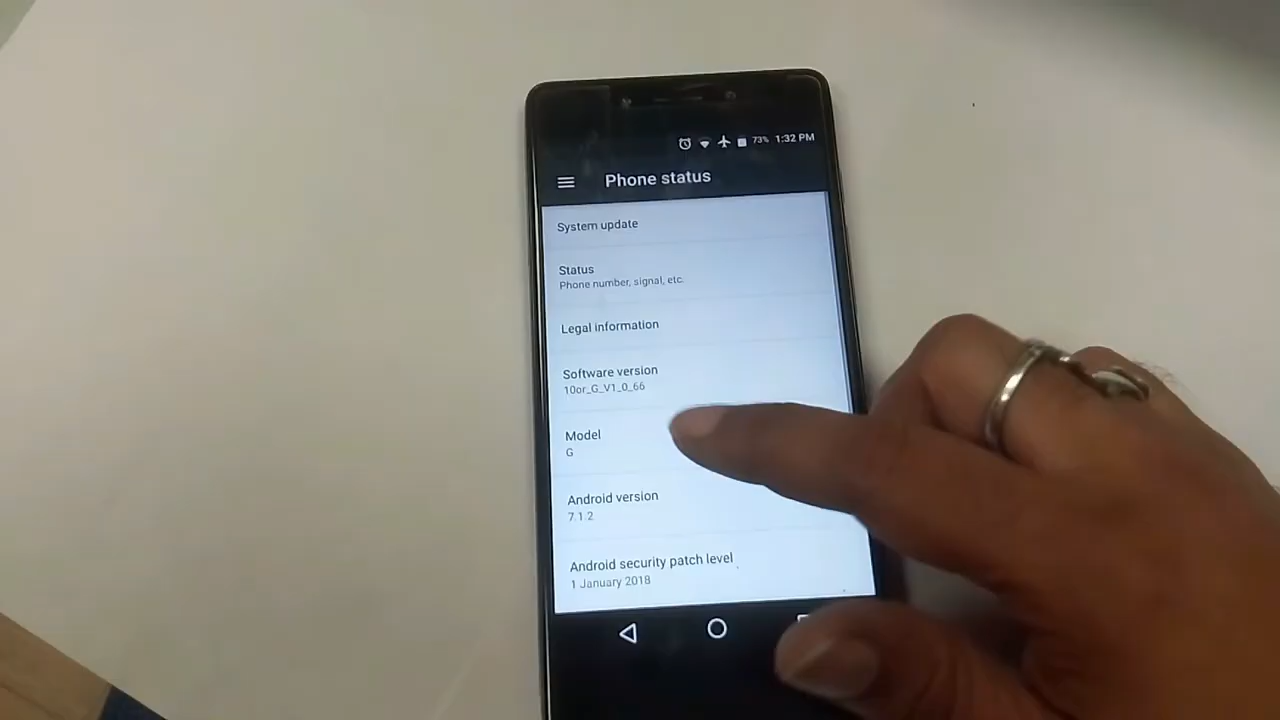 73% 1:32 PM
Phone status
System update
Status
Phone number, signal, etc.
Legal information
Software version
10or_G_V1_0_66
Model
G
Android version
7.1.2
Android security patch level
1 January 2018